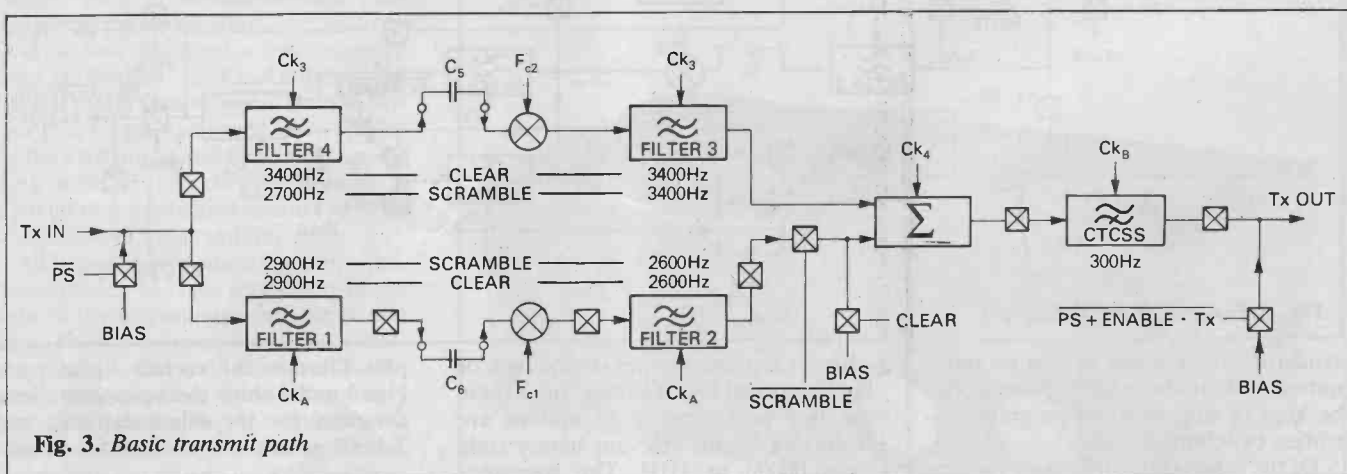 Ck3 C5 Fc2 Ck3
FILTER 4 FILTER 3
3400Hz CLEAR 3400Hz
2700Hz SCRAMBLE 3400Hz
Ck4 CkB
Tx IN Σ CTCSS Tx OUT
300Hz
PS 2900Hz SCRAMBLE 2600Hz
2900Hz CLEAR 2600Hz
BIAS FILTER 1 FILTER 2 CLEAR PS + ENABLE · Tx
C6 BIAS BIAS
CkA Fc1 CkA SCRAMBLE
Fig. 3. Basic transmit path